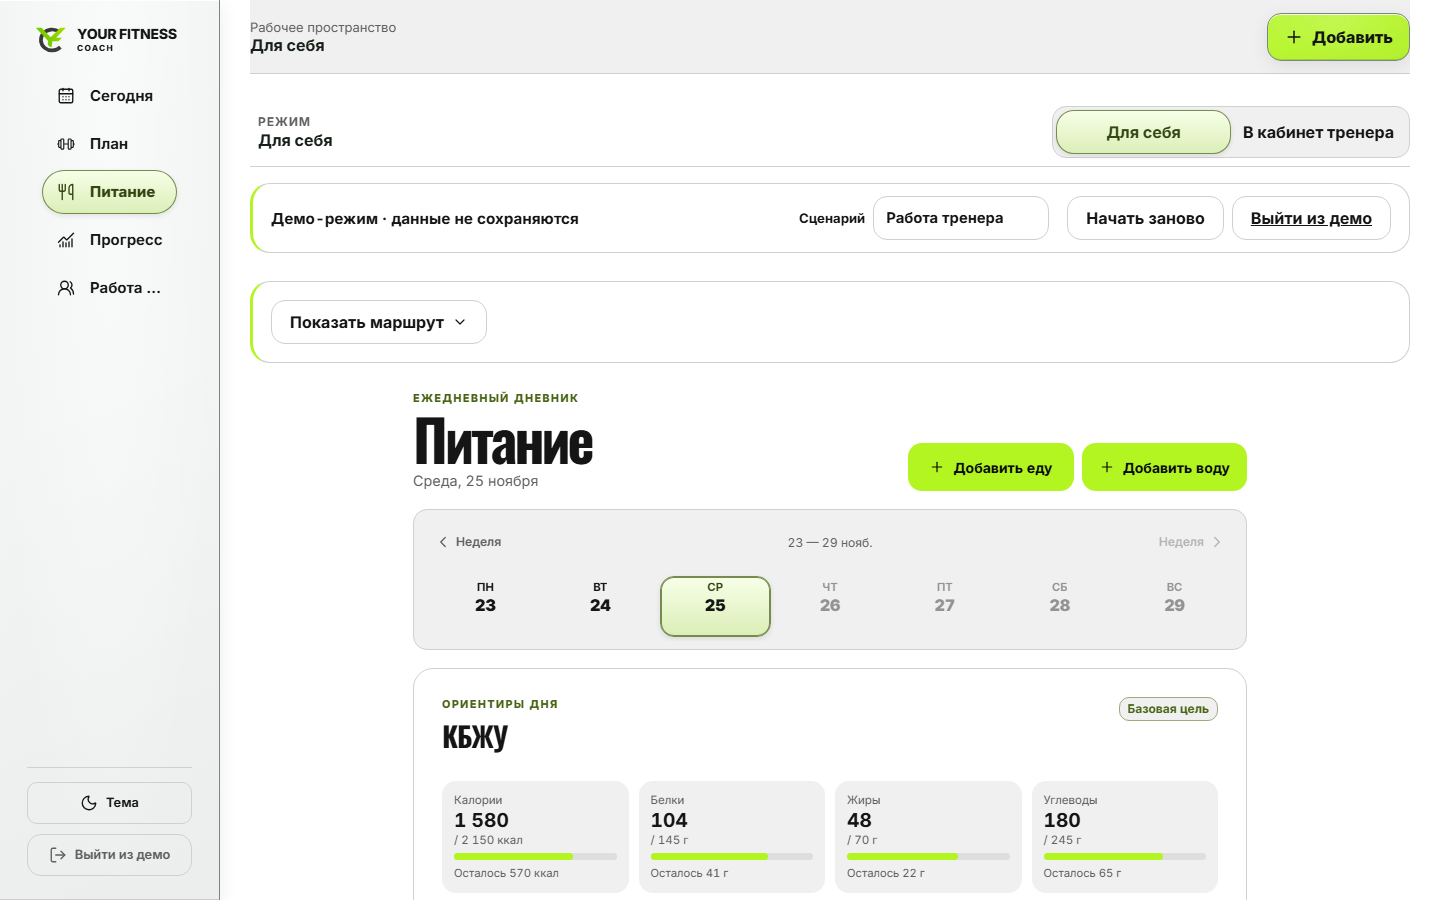 YOUR FITNESS
COACH
Сегодня
План
Питание
Прогресс
Работа ...
Тема
Выйти из демо
Рабочее пространство
Для себя
Добавить
РЕЖИМ
Для себя
Для себя
В кабинет тренера
Демо-режим · данные не сохраняются
Сценарий
Работа тренера
Начать заново
Выйти из демо
Показать маршрут
ЕЖЕДНЕВНЫЙ ДНЕВНИК
Питание
Среда, 25 ноября
Добавить еду
Добавить воду
Неделя
23 — 29 нояб.
Неделя
ПН
23
ВТ
24
СР
25
ЧТ
26
ПТ
27
СБ
28
ВС
29
ОРИЕНТИРЫ ДНЯ
КБЖУ
Базовая цель
Калории
1 580
/ 2 150 ккал
Осталось 570 ккал
Белки
104
/ 145 г
Осталось 41 г
Жиры
48
/ 70 г
Осталось 22 г
Углеводы
180
/ 245 г
Осталось 65 г